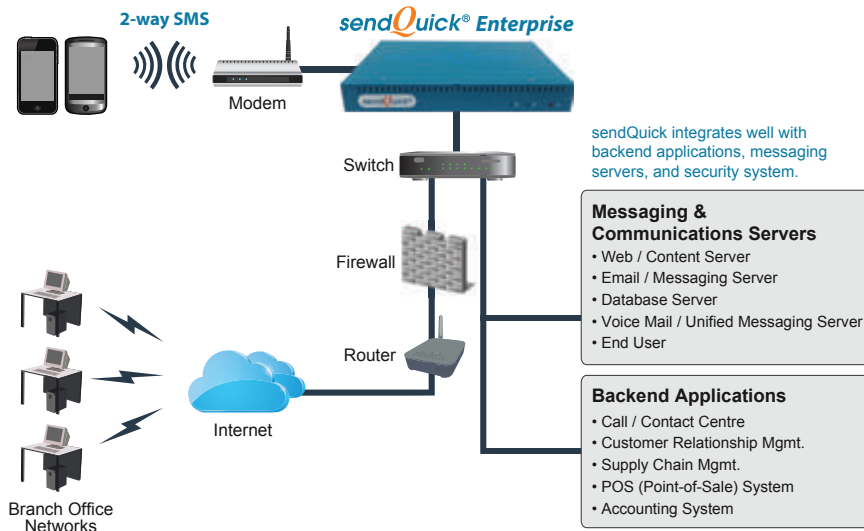 2-way SMS
sendQuick® Enterprise
sendQuick®
Modem
Switch
sendQuick integrates well with
backend applications, messaging
servers, and security system.
Firewall
Router
Internet
Branch Office
Networks
Messaging &
Communications Servers
• Web / Content Server
• Email / Messaging Server
• Database Server
• Voice Mail / Unified Messaging Server
• End User
Backend Applications
• Call / Contact Centre
• Customer Relationship Mgmt.
• Supply Chain Mgmt.
• POS (Point-of-Sale) System
• Accounting System